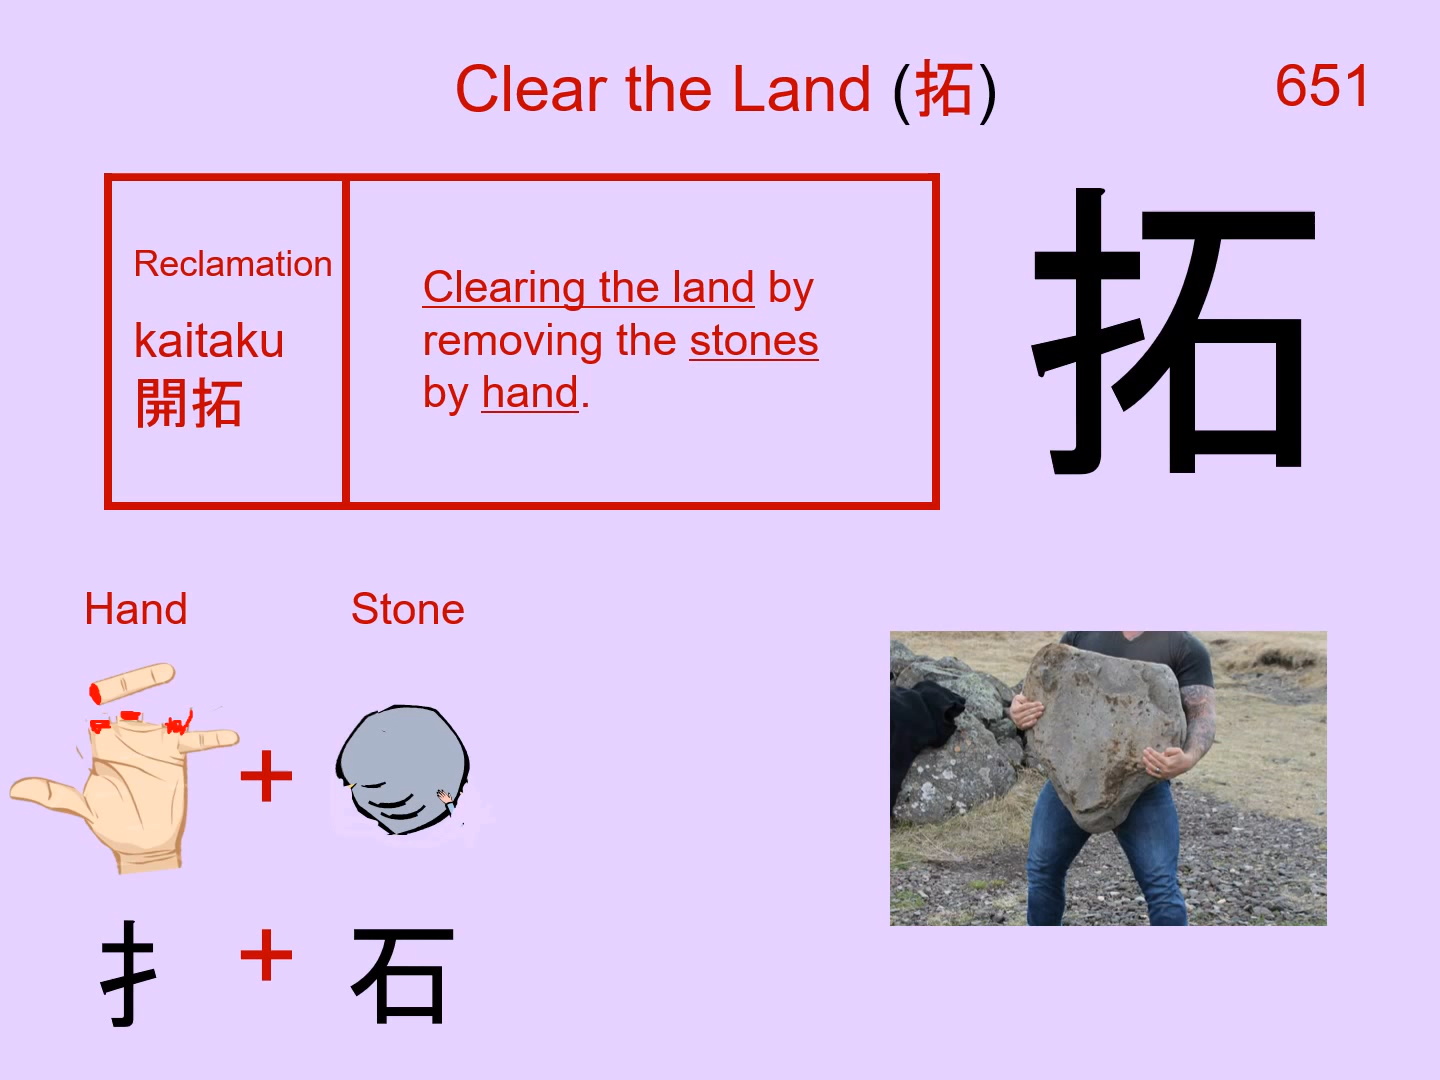 Clear the Land (拓)
651
Reclamation
kaitaku
開拓
Clearing the land by
removing the stones
by hand.
拓
Hand
Stone
+
扌 + 石